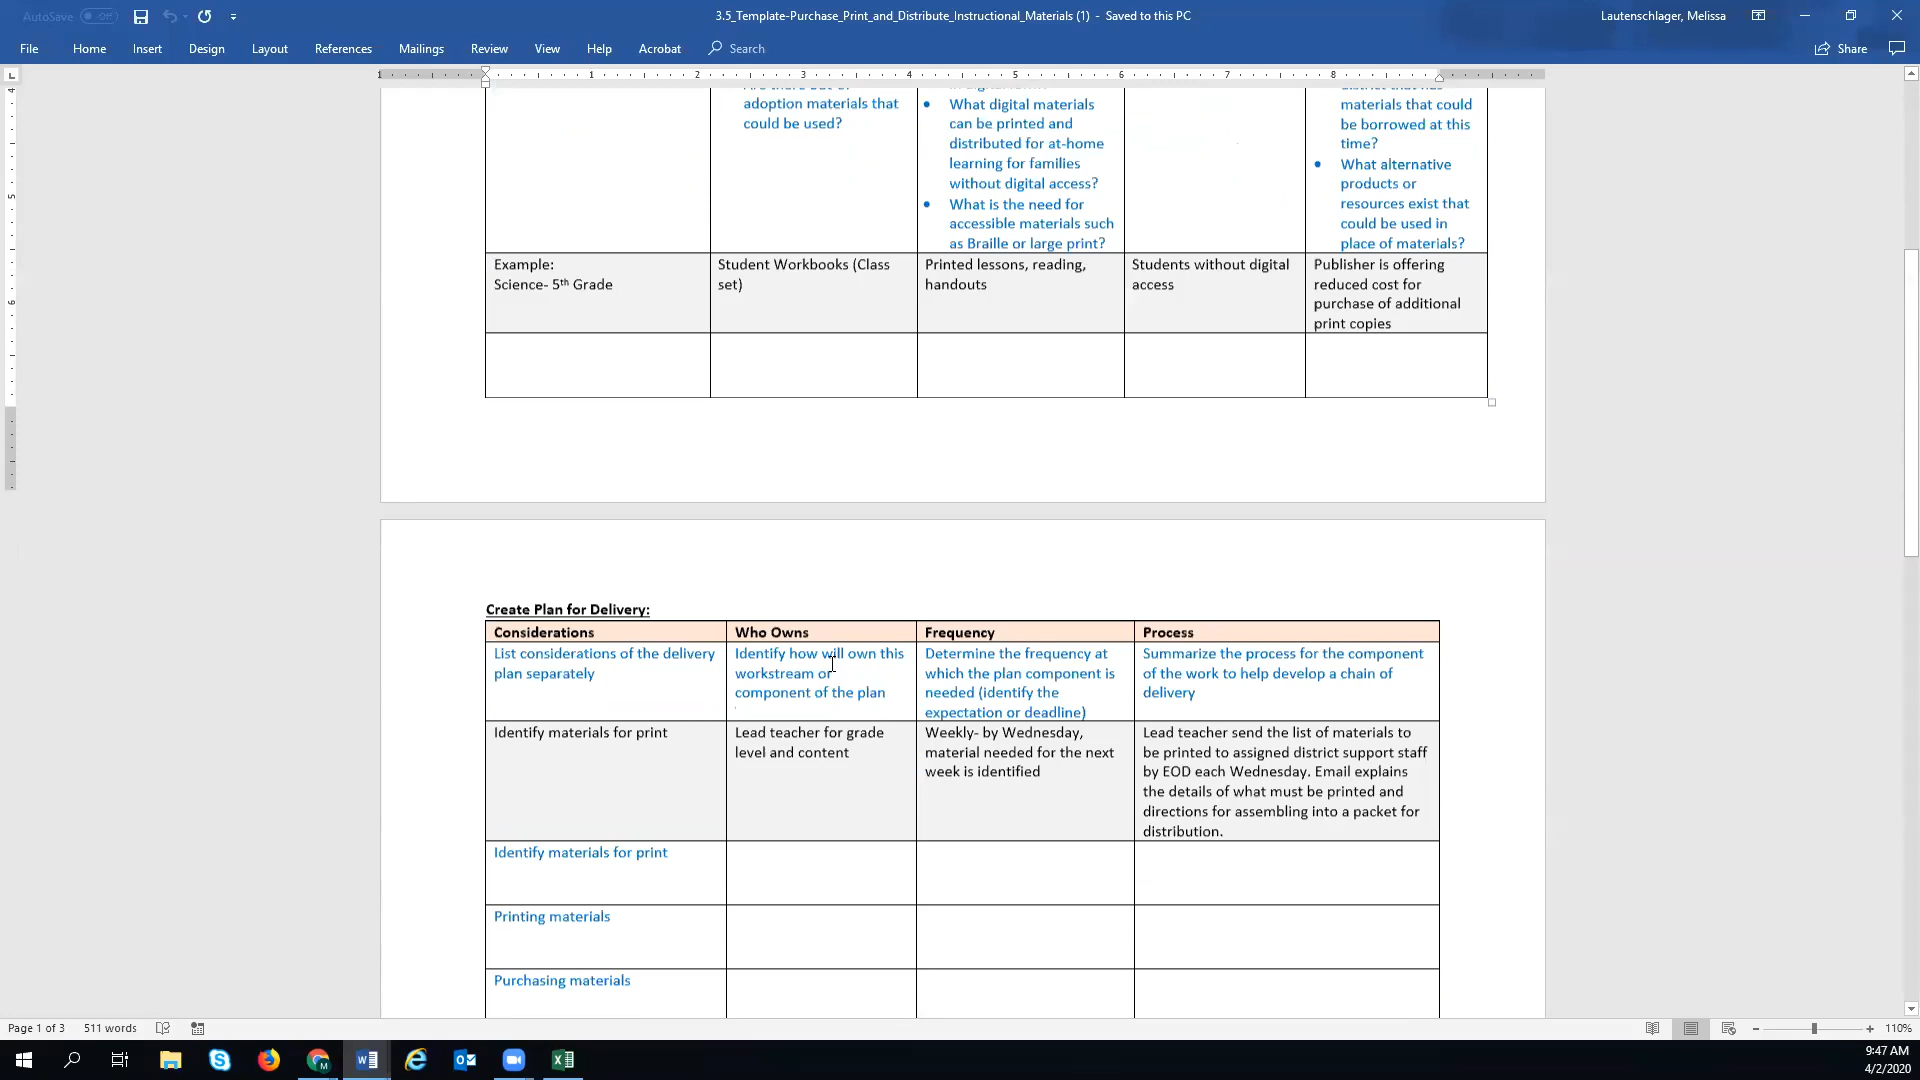 AutoSave Off
3.5_Template-Purchase_Print_and_Distribute_Instructional_Materials (1) - Saved to this PC
Lautenschlager, Melissa
File Home Insert Design Layout References Mailings Review View Help Acrobat Search Share
1 1 2 3 4 5 6 7 8
adoption materials that
could be used?
What digital materials
can be printed and
distributed for at-home
learning for families
without digital access?
What is the need for
accessible materials such
as Braille or large print?
materials that could
be borrowed at this
time?
What alternative
products or
resources exist that
could be used in
place of materials?
Example:
Science- 5th Grade
Student Workbooks (Class
set)
Printed lessons, reading,
handouts
Students without digital
access
Publisher is offering
reduced cost for
purchase of additional
print copies
Create Plan for Delivery:
Considerations
Who Owns
Frequency
Process
List considerations of the delivery
plan separately
Identify how will own this
workstream or
component of the plan
Determine the frequency at
which the plan component is
needed (identify the
expectation or deadline)
Summarize the process for the component
of the work to help develop a chain of
delivery
Identify materials for print
Lead teacher for grade
level and content
Weekly- by Wednesday,
material needed for the next
week is identified
Lead teacher send the list of materials to
be printed to assigned district support staff
by EOD each Wednesday. Email explains
the details of what must be printed and
directions for assembling into a packet for
distribution.
Identify materials for print
Printing materials
Purchasing materials
Page 1 of 3 511 words
110%
9:47 AM
4/2/2020